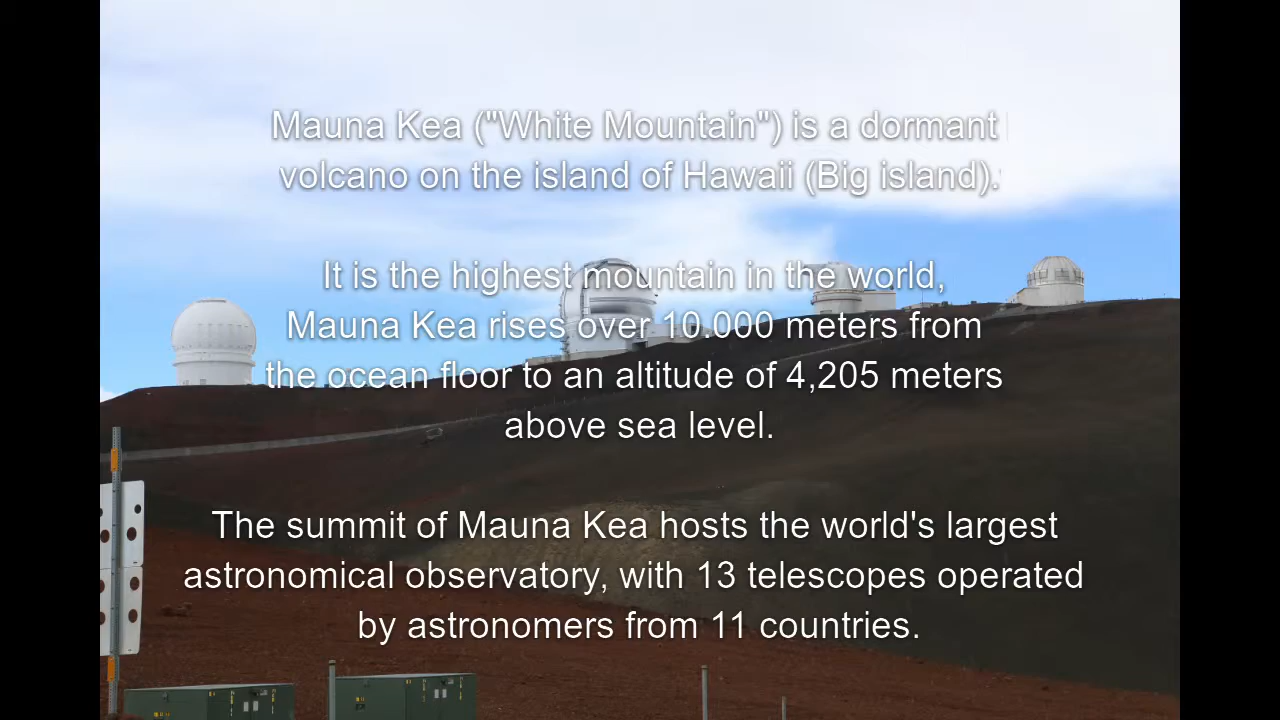 Mauna Kea ("White Mountain") is a dormant
volcano on the island of Hawaii (Big island).
It is the highest mountain in the world,
Mauna Kea rises over 10.000 meters from
the ocean floor to an altitude of 4,205 meters
above sea level.
The summit of Mauna Kea hosts the world's largest
astronomical observatory, with 13 telescopes operated
by astronomers from 11 countries.